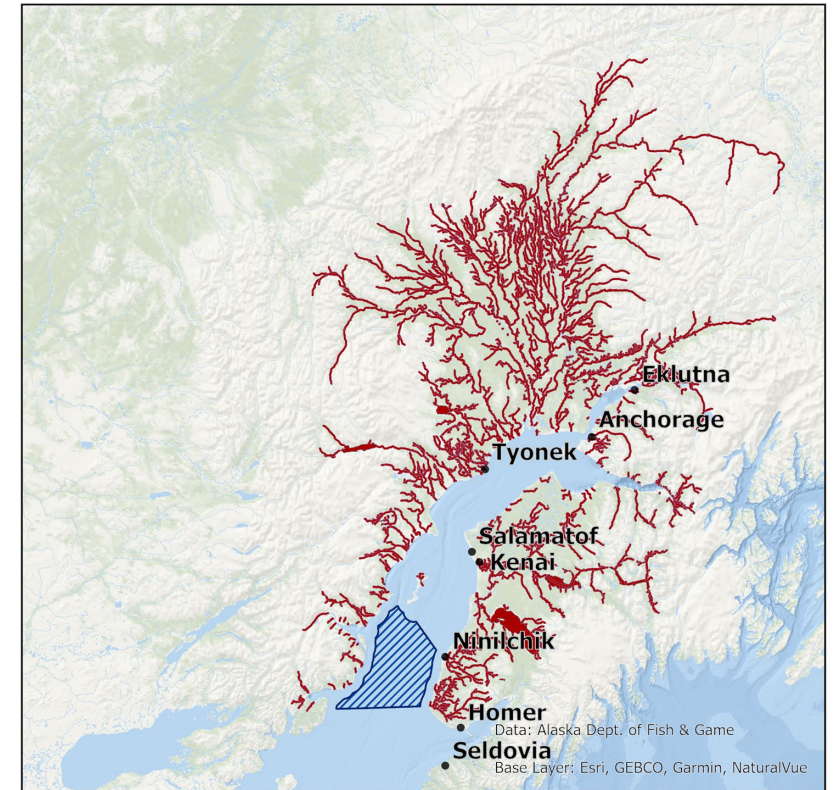 Eklutna
Anchorage
Tyonek
Salamatof
Kenai
Ninilchik
Homer
Data: Alaska Dept. of Fish & Game
Seldovia
Base Layer: Esri, GEBCO, Garmin, NaturalVue